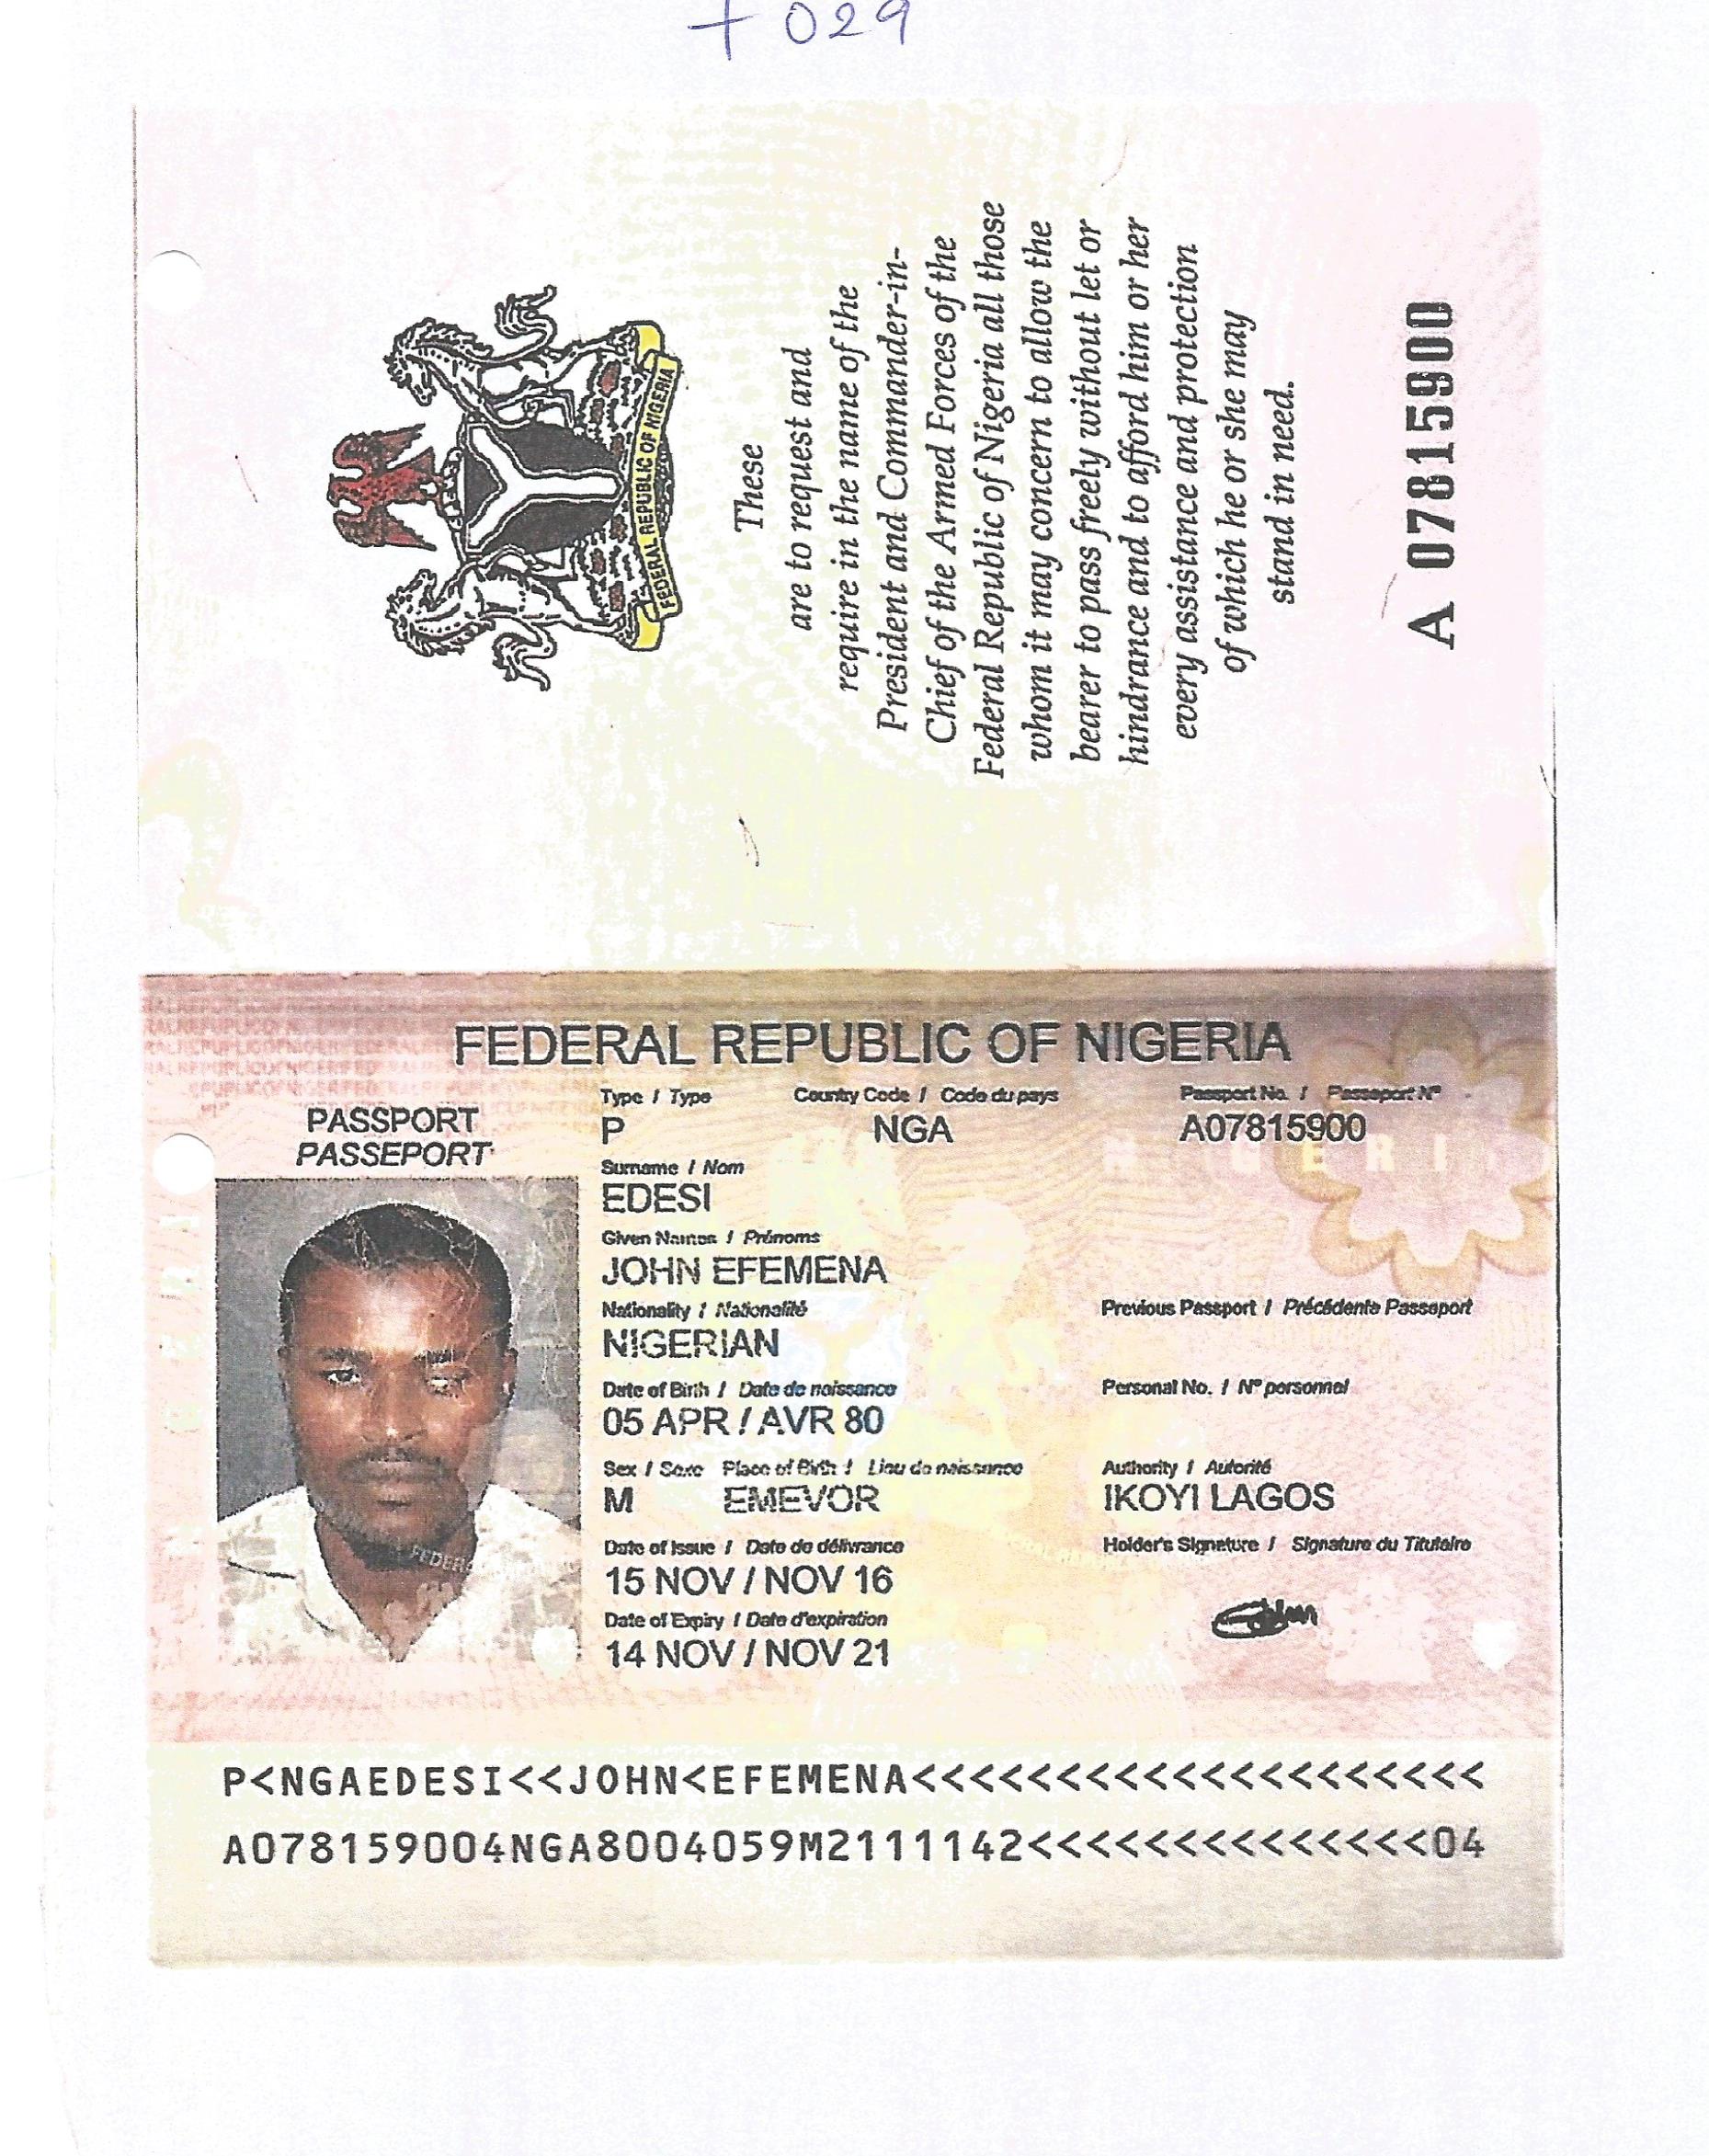 + 029
FEDERAL REPUBLIC OF NIGERIA
These
are to request and
require in the name of the
President and Commander-in-
Chief of the Armed Forces of the
Federal Republic of Nigeria all those
whom it may concern to allow the
bearer to pass freely without let or
hindrance and to afford him or her
every assistance and protection
of which he or she may
stand in need.
A 07815900
FEDERAL REPUBLIC OF NIGERIA
PASSPORT
PASSEPORT
Type / Type Country Code / Code du pays Passport No. / Passeport N°
P NGA A07815900
Surname / Nom
EDESI
Given Names / Prénoms
JOHN EFEMENA
Nationality / Nationalité Previous Passport / Précédente Passeport
NIGERIAN
Date of Birth / Date de naissance Personal No. / N° personnel
05 APR / AVR 80
Sex / Sexe Place of Birth / Lieu de naissance Authority / Autorité
M EMEVOR IKOYI LAGOS
Date of Issue / Date de délivrance Holder's Signature / Signature du Titulaire
15 NOV / NOV 16
Date of Expiry / Date d'expiration
14 NOV / NOV 21
P<NGAEDESI<<JOHN<EFEMENA<<<<<<<<<<<<<<<<<<<<
A078159004NGA8004059M2111142<<<<<<<<<<<<<<04